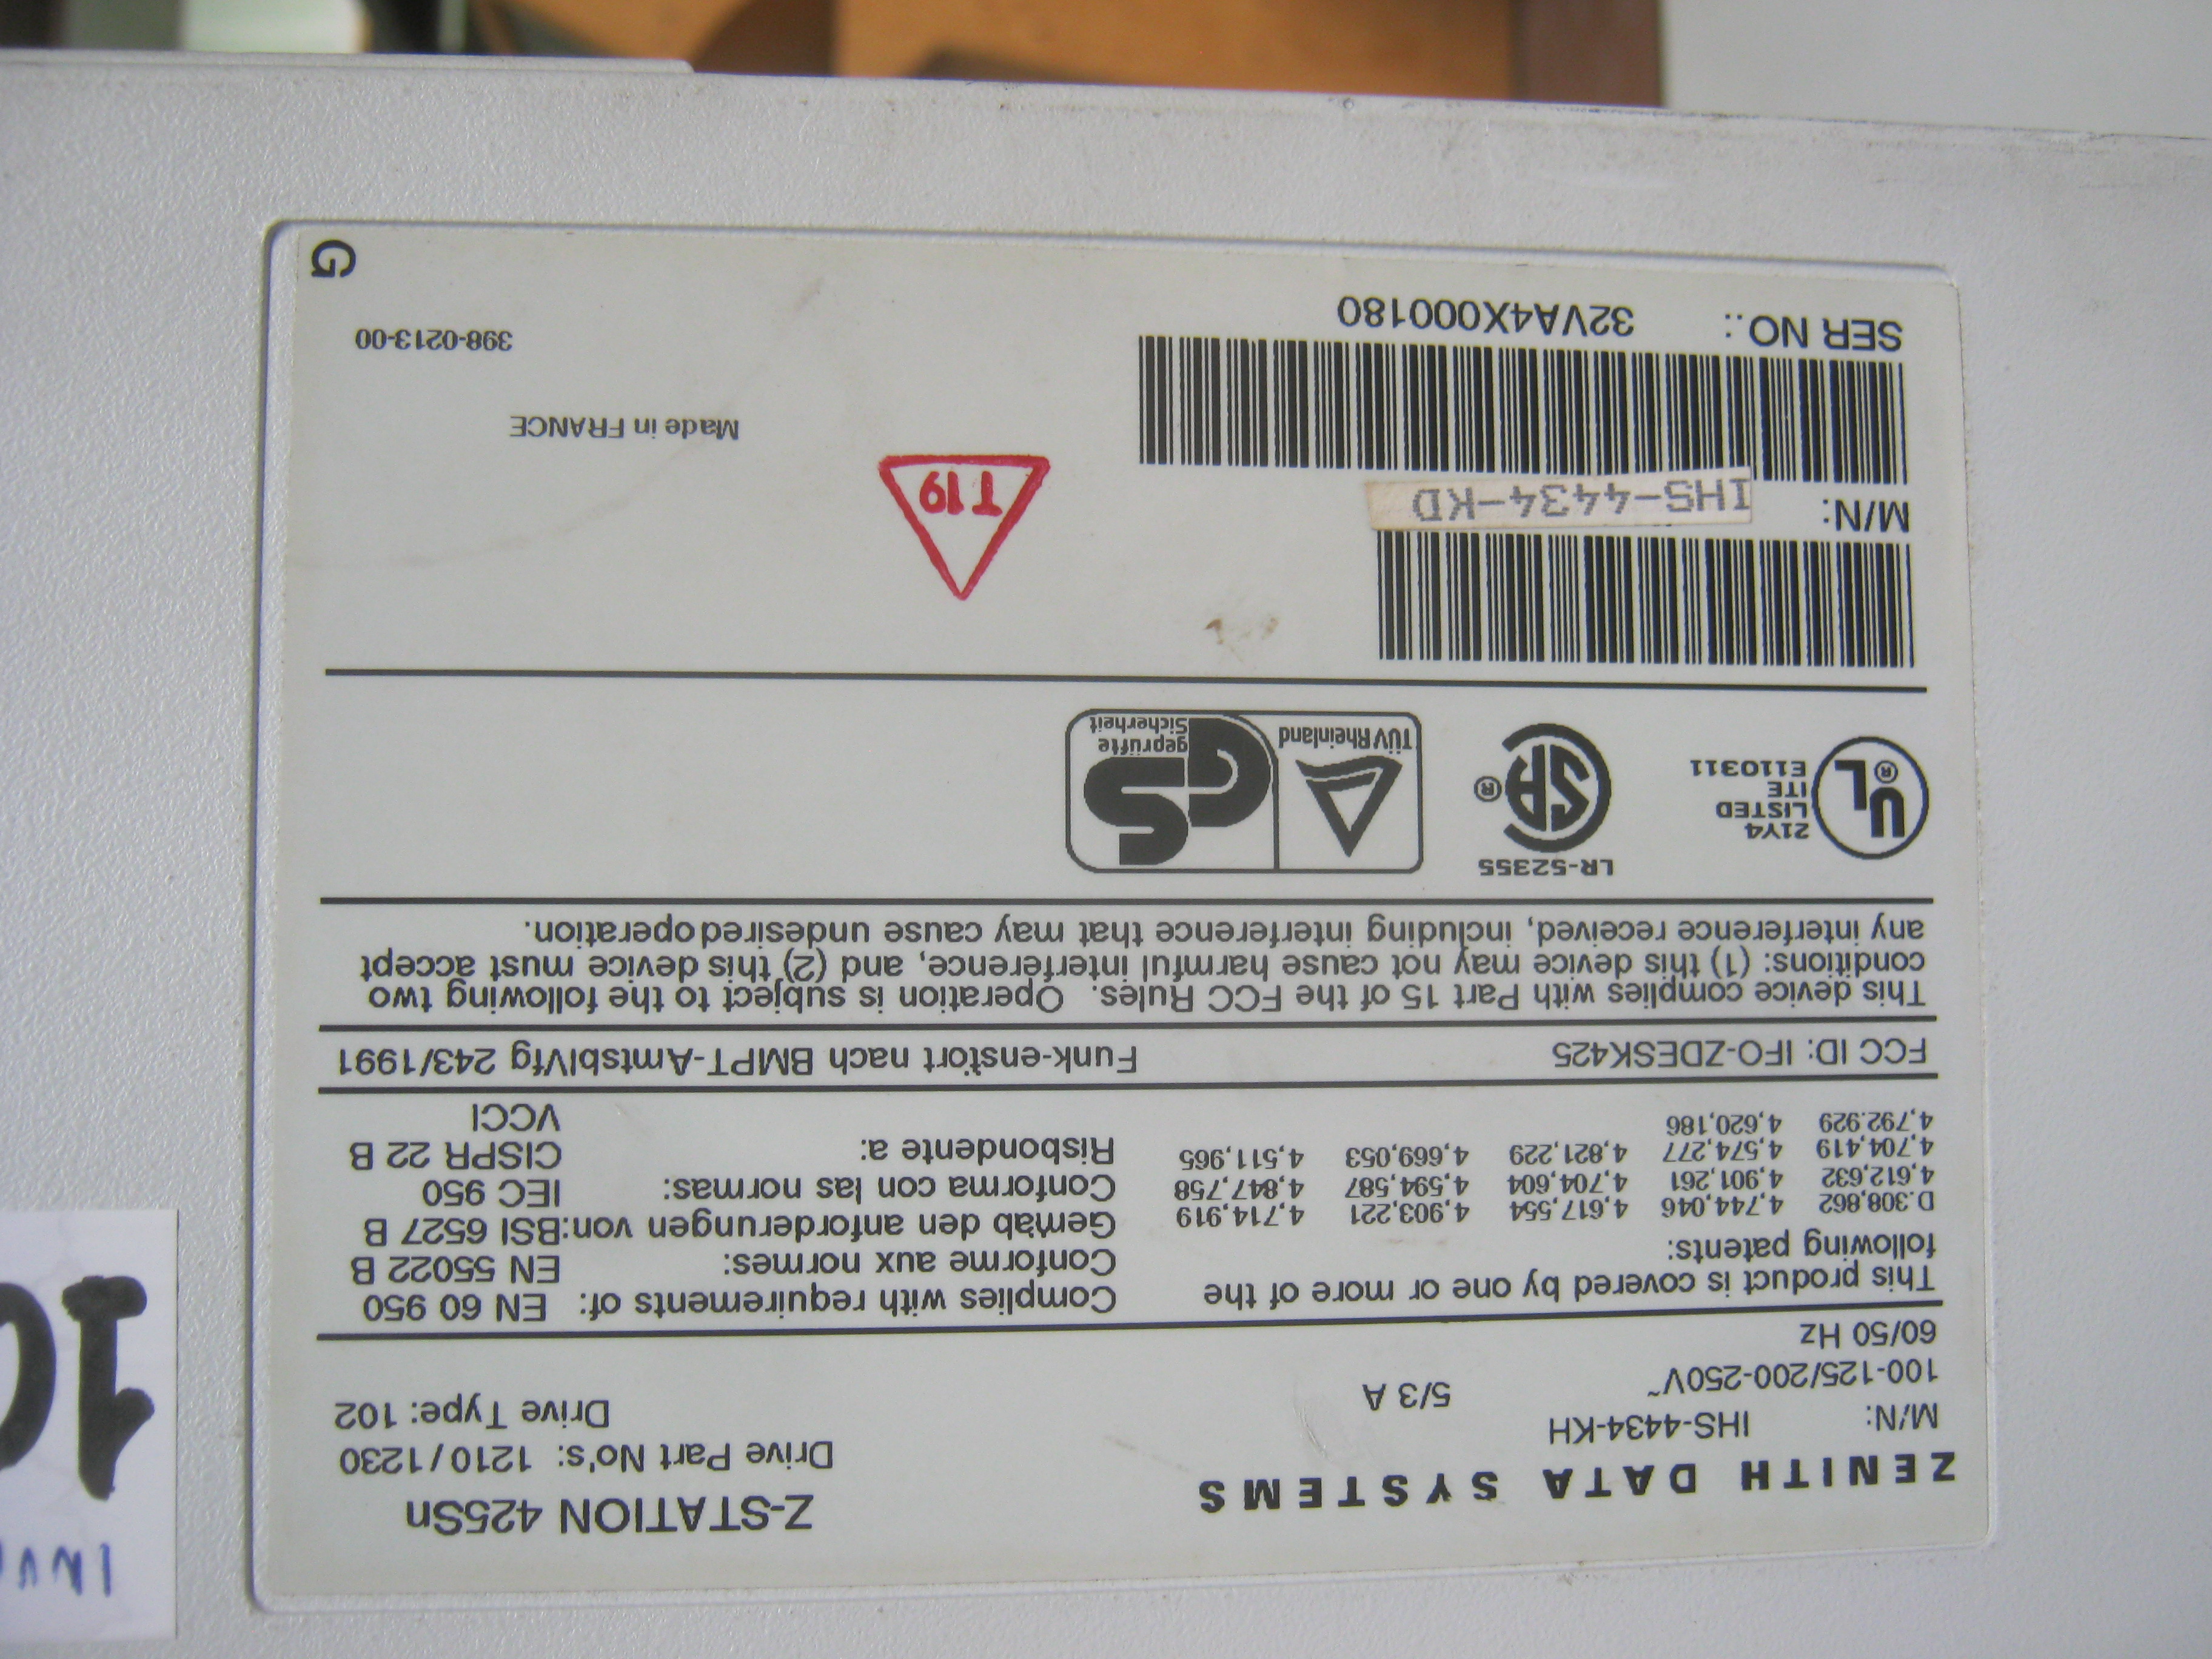 ZENITH DATA SYSTEMS
M/N: IHS-4434-KH
100-125/200-250V~ 5/3 A
60/50 Hz
Z-STATION 425Sn
Drive Part No's: 1210 / 1230
Drive Type: 102
This product is covered by one or more of the
following patents:
D.308,862 4,744,046 4,617,554 4,903,221 4,714,919
4,612,632 4,901,261 4,704,604 4,594,587 4,847,758
4,704,419 4,574,277 4,821,229 4,669,053 4,511,965
4,792.929 4,620,186
Complies with requirements of: EN 60 950
Conforme aux normes: EN 55022 B
Gemäb den anforderungen von: BSI 6527 B
Conforma con las normas: IEC 950
Risbondente a: CISPR 22 B
VCCI
FCC ID: IFO-ZDESK425 Funk-enstört nach BMPT-AmtsblVfg 243/1991
This device complies with Part 15 of the FCC Rules. Operation is subject to the following two
conditions: (1) this device may not cause harmful interference, and (2) this device must accept
any interference received, including interference that may cause undesired operation.
UL ®
21Y4
LISTED
ITE
E110311
LR-52355
SA ®
TÜV Rheinland
GS
geprüfte
Sicherheit
M/N: IHS-4434-KD
T19
SER NO.: 32VA4X000180
Made in FRANCE
398-0213-00
G